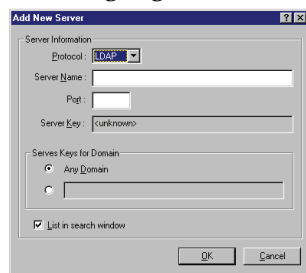 Add New Server
Server Information
Protocol: LDAP
Server Name:
Port:
Server Key: <unknown>
Serves Keys for Domain
Any Domain
List in search window
OK Cancel